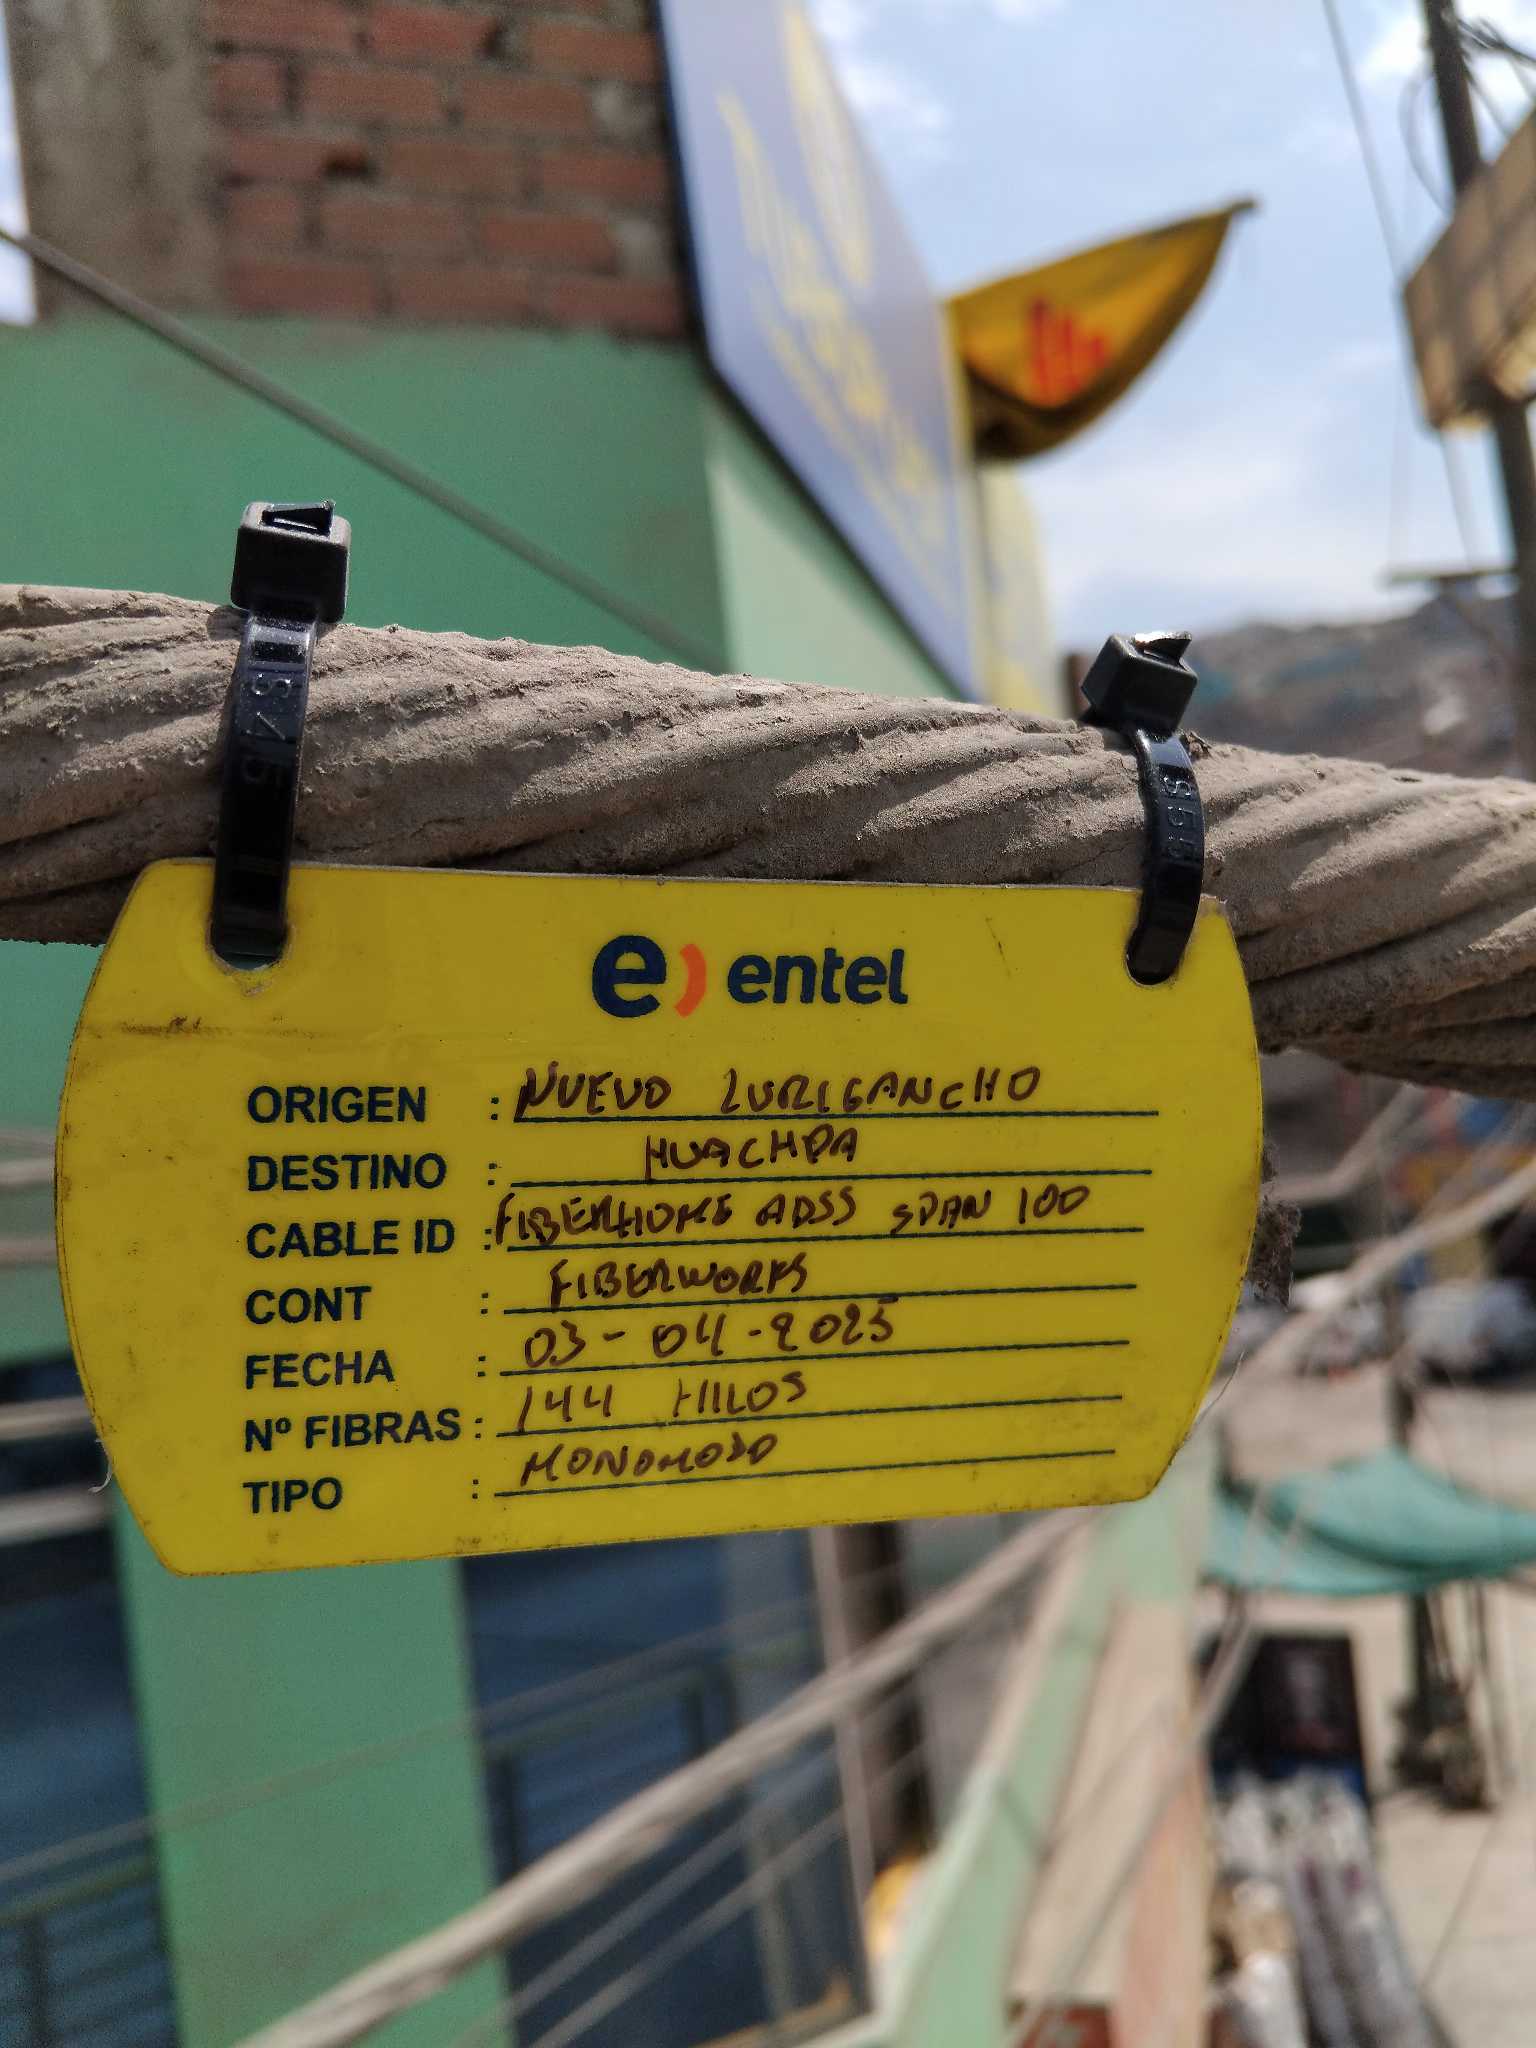 e) entel
ORIGEN : NUEVO LURIGANCHO
DESTINO : HUACHPA
CABLE ID : FIBERHOME ADSS SPAN 100
CONT : FIBERWORKS
FECHA : 03-04-2025
Nº FIBRAS : 144 HILOS
TIPO : MONOMODO